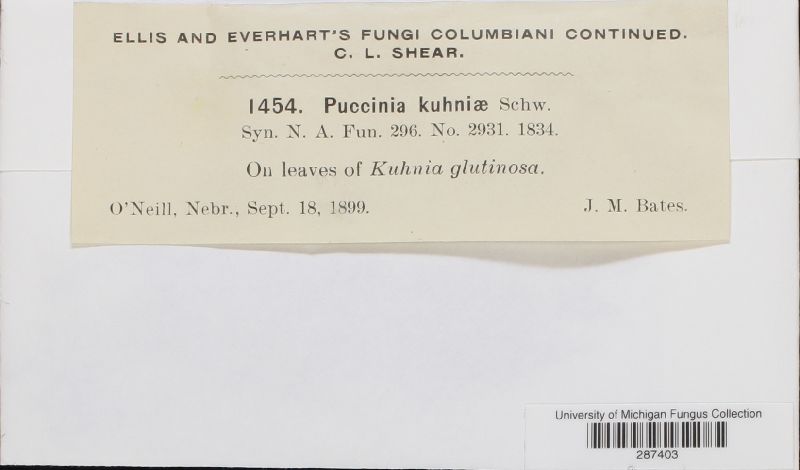 ELLIS AND EVERHART'S FUNGI COLUMBIANI CONTINUED.
C. L. SHEAR.
1454. Puccinia kuhniæ Schw.
Syn. N. A. Fun. 296. No. 2931. 1834.
On leaves of Kuhnia glutinosa.
O'Neill, Nebr., Sept. 18, 1899. J. M. Bates.
University of Michigan Fungus Collection
287403